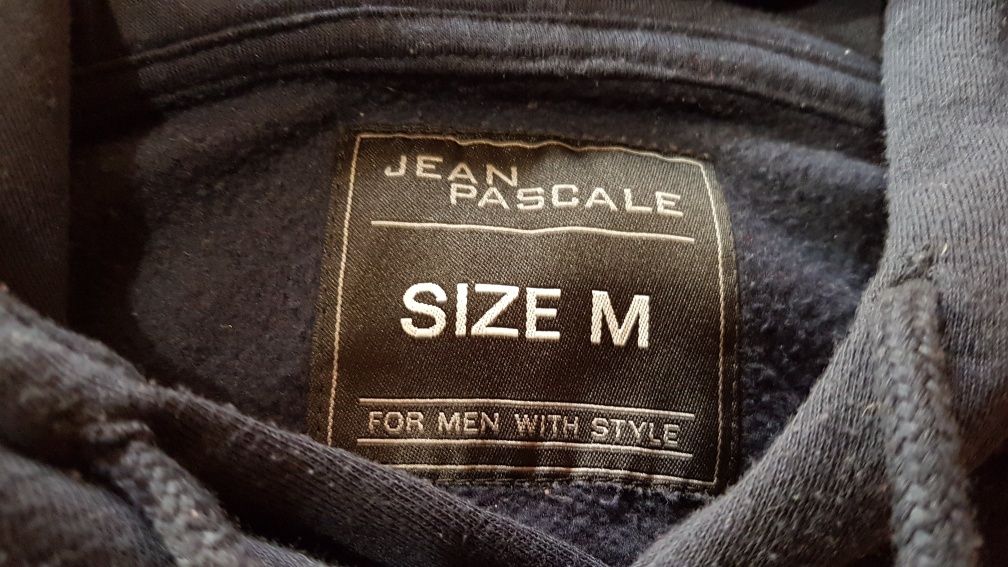 JEAN
PASCALE
SIZE M
FOR MEN WITH STYLE